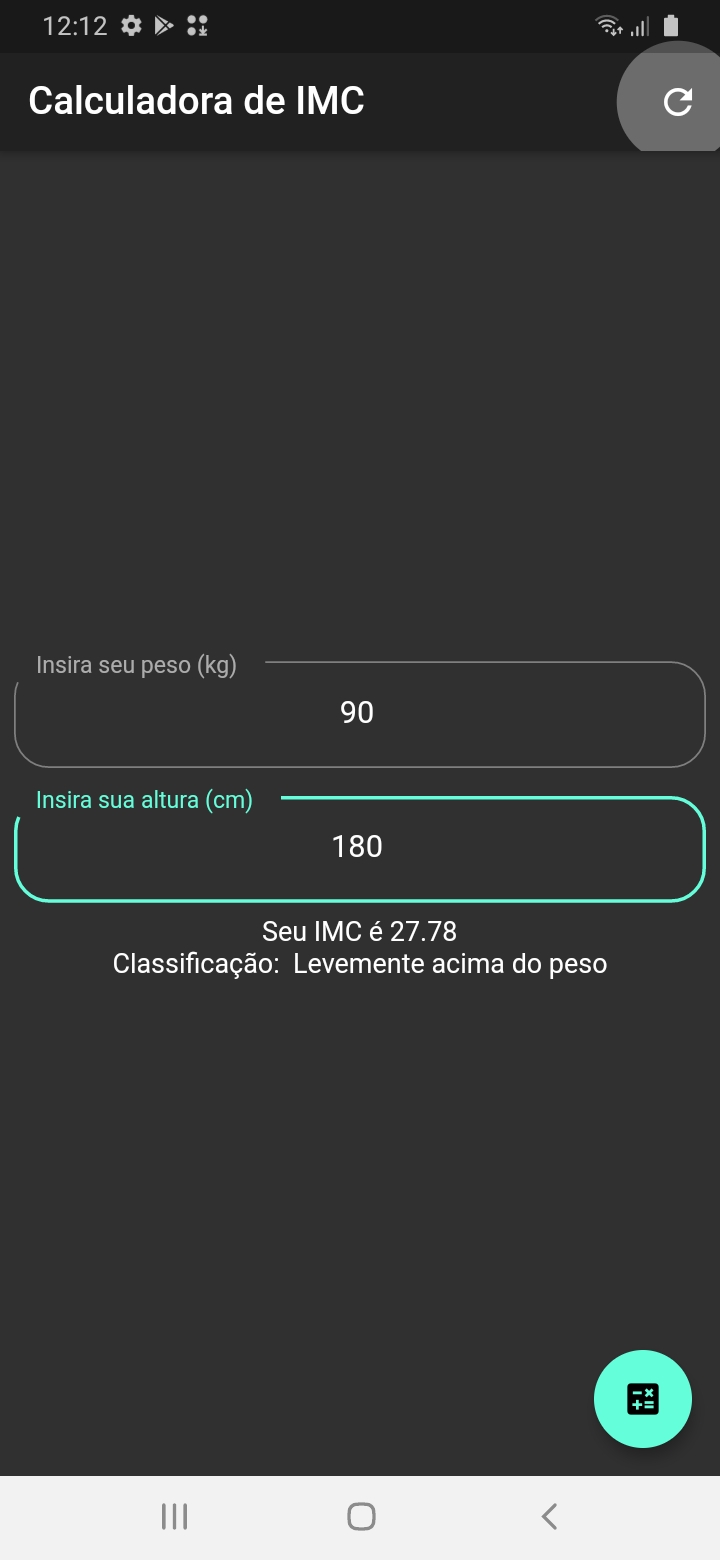 12:12
Calculadora de IMC
Insira seu peso (kg)
90
Insira sua altura (cm)
180
Seu IMC é 27.78
Classificação:  Levemente acima do peso